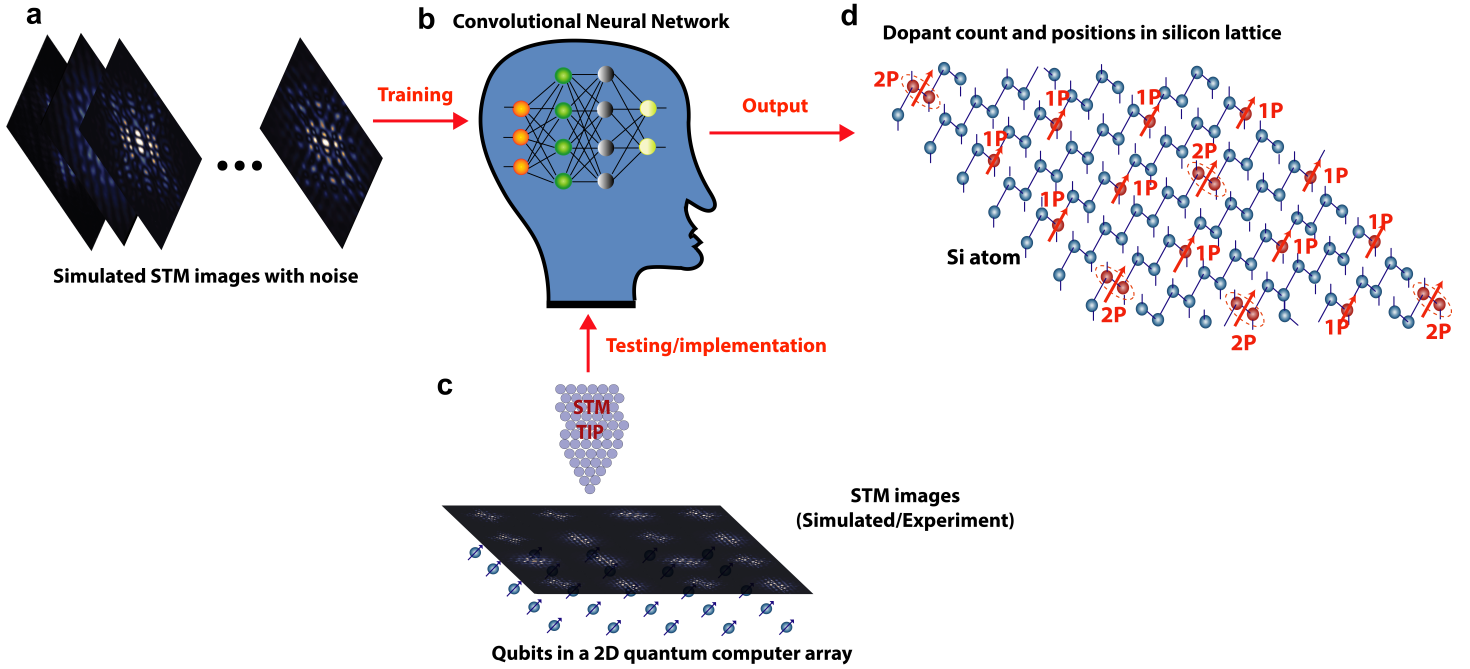 a
Simulated STM images with noise
Training
b
Convolutional Neural Network
Output
Testing/implementation
c
STM
TIP
STM images
(Simulated/Experiment)
Qubits in a 2D quantum computer array
d
Dopant count and positions in silicon lattice
2P
1P
1P
1P
1P
2P
1P
1P
1P
1P
1P
1P
Si atom
2P
2P
1P
2P